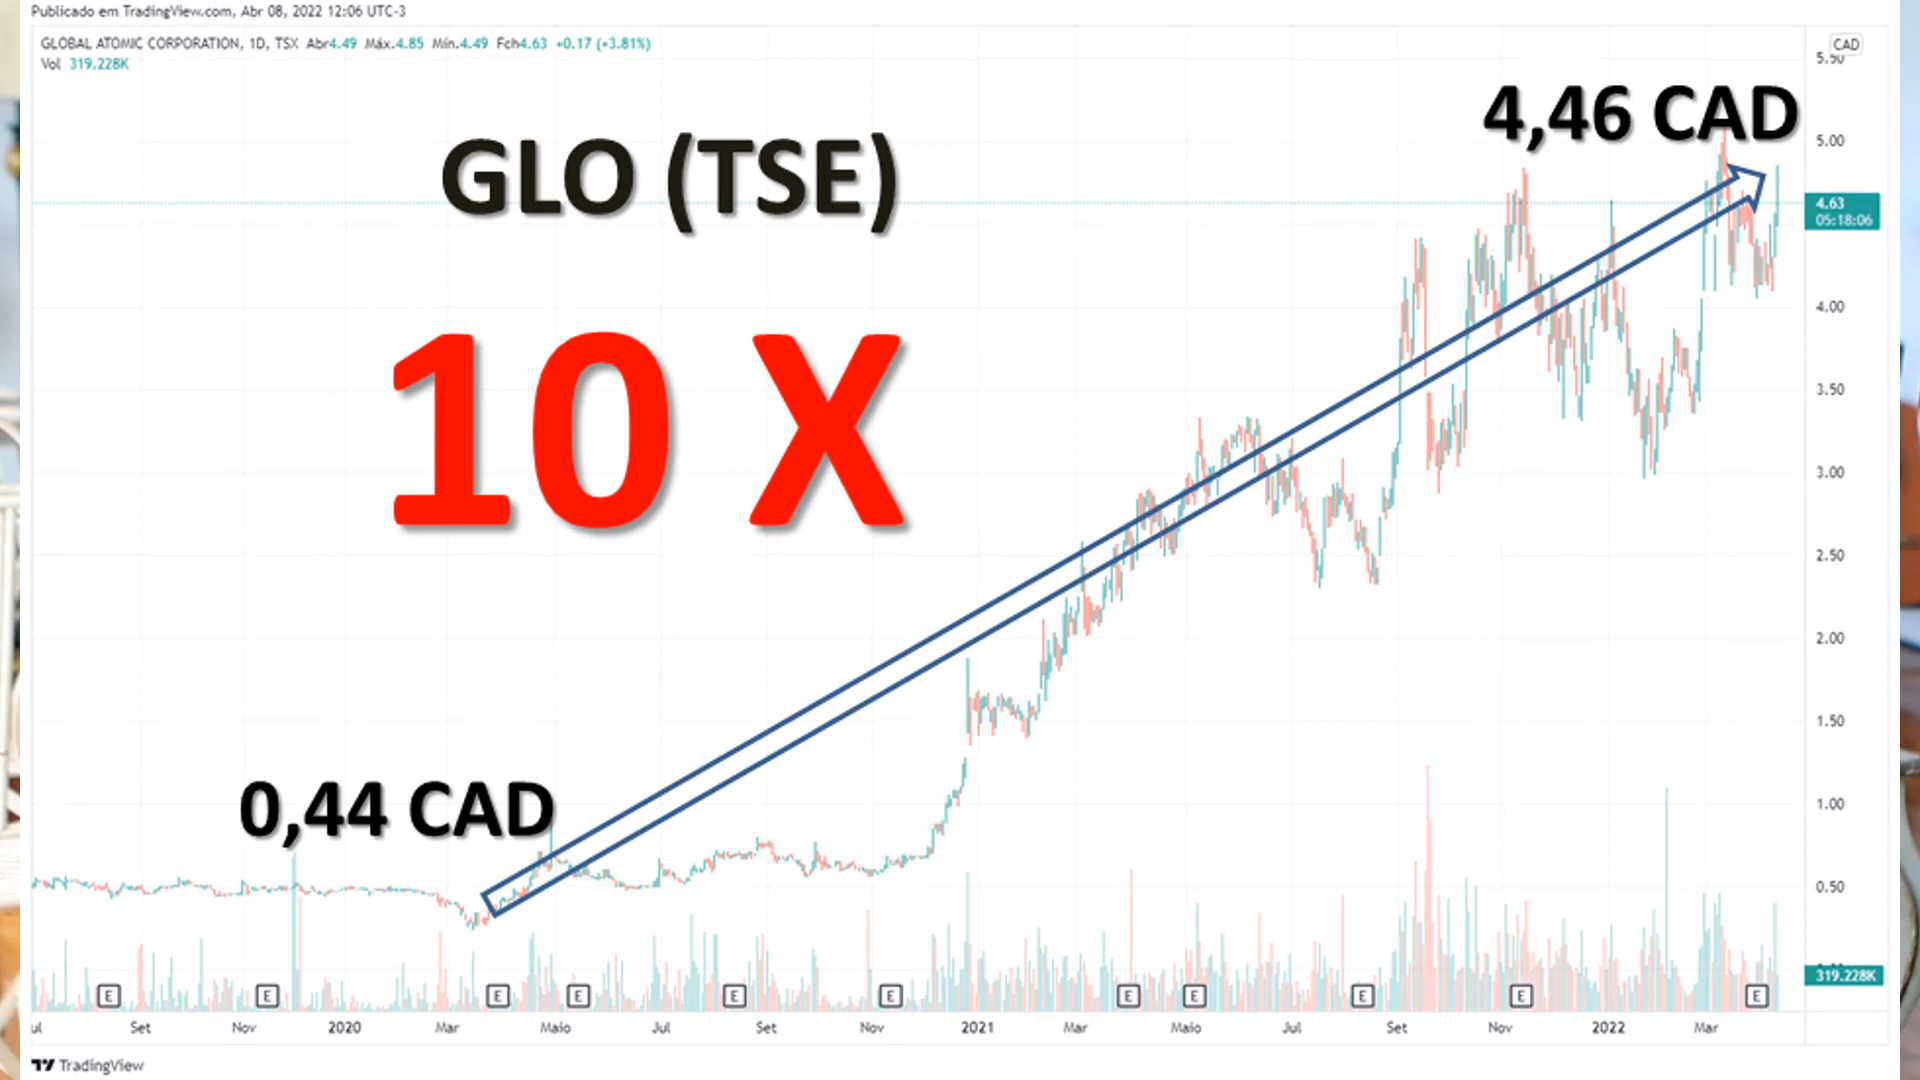 Publicado em TradingView.com, Abr 08, 2022 12:06 UTC-3
GLOBAL ATOMIC CORPORATION, 1D, TSX Abr4.49 Máx.4.85 Mín.4.49 Fch4.63 +0.17 (+3.81%)
Vol 319.228K
CAD
5.50
4,46 CAD
GLO (TSE)
5.00
4.63
05:18:06
10 X
4.00
3.50
3.00
2.50
2.00
1.50
0,44 CAD
1.00
0.50
319.228K
E E E E E E E E E E E
Set Nov 2020 Mar Maio Jul Set Nov 2021 Mar Maio Jul Set Nov 2022 Mar
TradingView